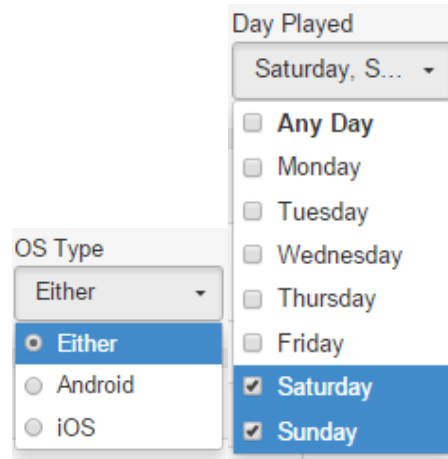 Day Played
Saturday, S...
Any Day
Monday
Tuesday
Wednesday
Thursday
Friday
Saturday
Sunday
OS Type
Either
Either
Android
iOS